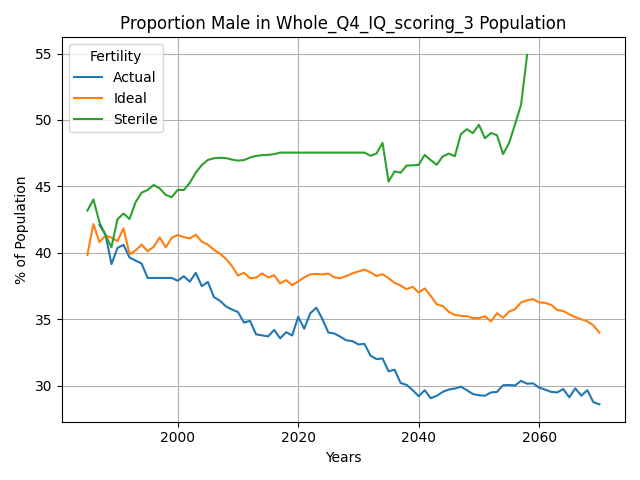 Proportion Male in Whole_Q4_IQ_scoring_3 Population
Fertility
Actual
Ideal
Sterile
% of Population
55
50
45
40
35
30
2000
2020
2040
2060
Years